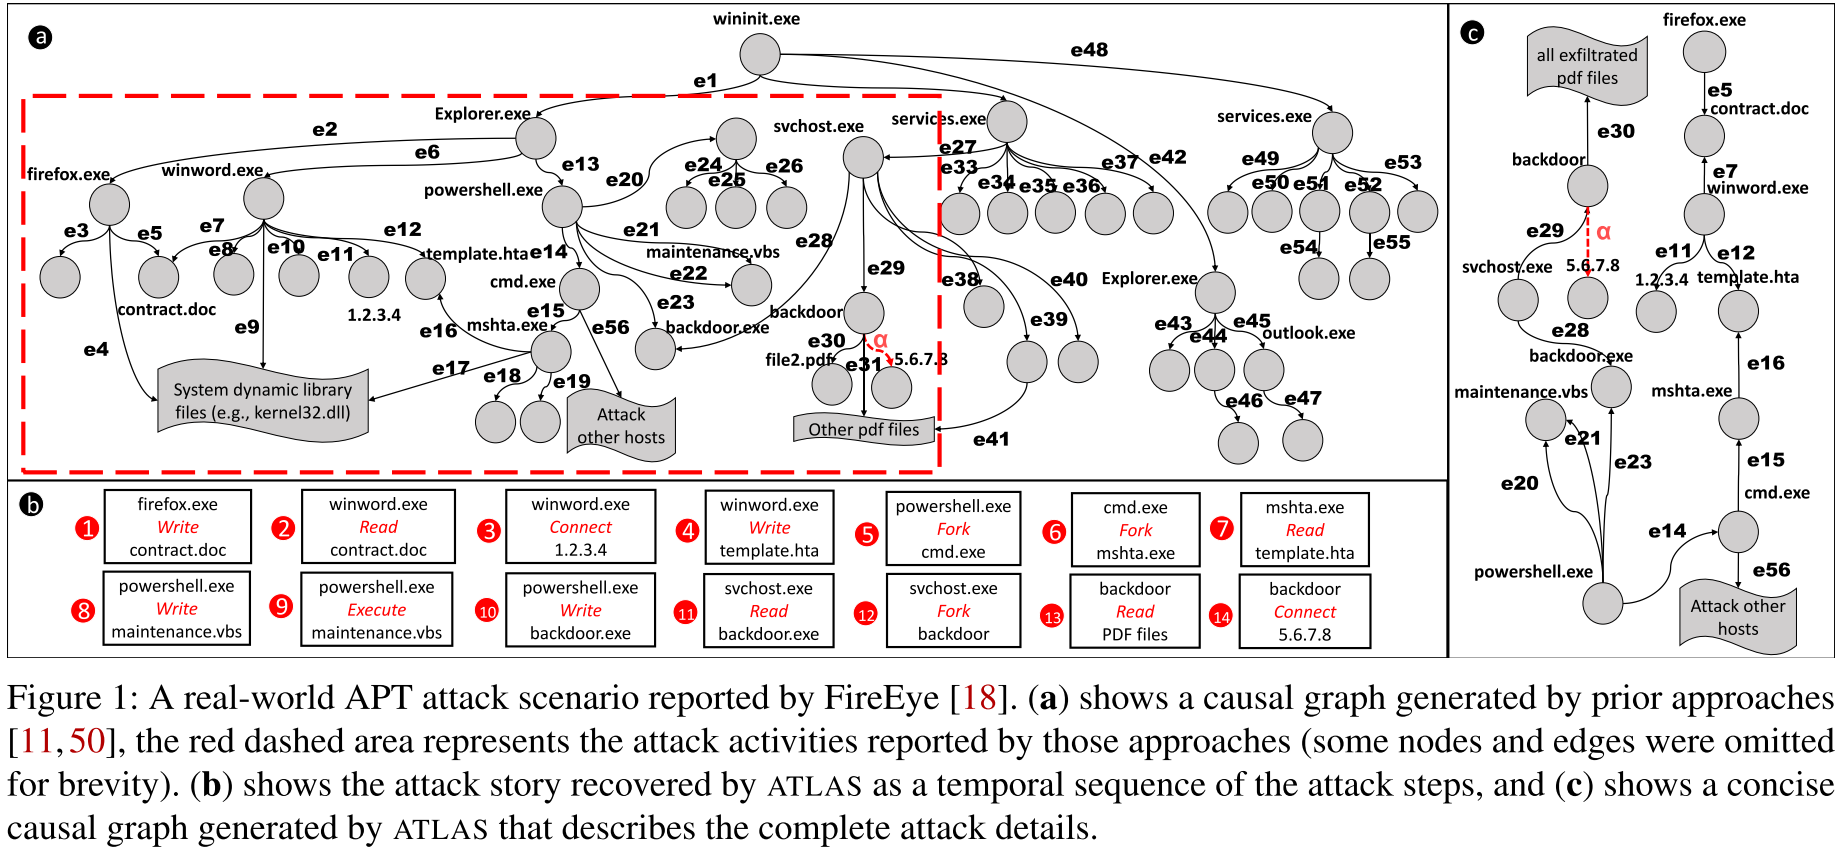 a
wininit.exe
e48
e1
Explorer.exe
e2
e6
svchost.exe
services.exe
services.exe
e27
e13
firefox.exe
winword.exe
powershell.exe
e20
e24
e25
e26
e33
e34
e35
e36
e37
e42
e49
e50
e51
e52
e53
e3
e5
e7
e8
e10
e11
e12
template.hta
e14
e21
maintenance.vbs
e22
e28
e54
e55
cmd.exe
e23
e29
e38
e40
Explorer.exe
contract.doc
1.2.3.4
e9
e4
e16
e15
mshta.exe
e56
backdoor.exe
backdoor
e39
e43
e44
e45
outlook.exe
e30
α
file2.pdf
e31
5.6.7.8
e17
e18
e19
System dynamic library
files (e.g., kernel32.dll)
Attack
other hosts
Other pdf files
e41
e46
e47
b
1
firefox.exe
Write
contract.doc
2
winword.exe
Read
contract.doc
3
winword.exe
Connect
1.2.3.4
4
winword.exe
Write
template.hta
5
powershell.exe
Fork
cmd.exe
6
cmd.exe
Fork
mshta.exe
7
mshta.exe
Read
template.hta
8
powershell.exe
Write
maintenance.vbs
9
powershell.exe
Execute
maintenance.vbs
10
powershell.exe
Write
backdoor.exe
11
svchost.exe
Read
backdoor.exe
12
svchost.exe
Fork
backdoor
13
backdoor
Read
PDF files
14
backdoor
Connect
5.6.7.8
c
firefox.exe
all exfiltrated
pdf files
e5
contract.doc
e30
backdoor
e7
winword.exe
e29
α
e11
e12
svchost.exe
5.6.7.8
1.2.3.4
template.hta
e28
backdoor.exe
e16
maintenance.vbs
mshta.exe
e21
e23
e15
e20
cmd.exe
e14
powershell.exe
e56
Attack other
hosts
Figure 1: A real-world APT attack scenario reported by FireEye [18]. (a) shows a causal graph generated by prior approaches
[11,50], the red dashed area represents the attack activities reported by those approaches (some nodes and edges were omitted
for brevity). (b) shows the attack story recovered by ATLAS as a temporal sequence of the attack steps, and (c) shows a concise
causal graph generated by ATLAS that describes the complete attack details.